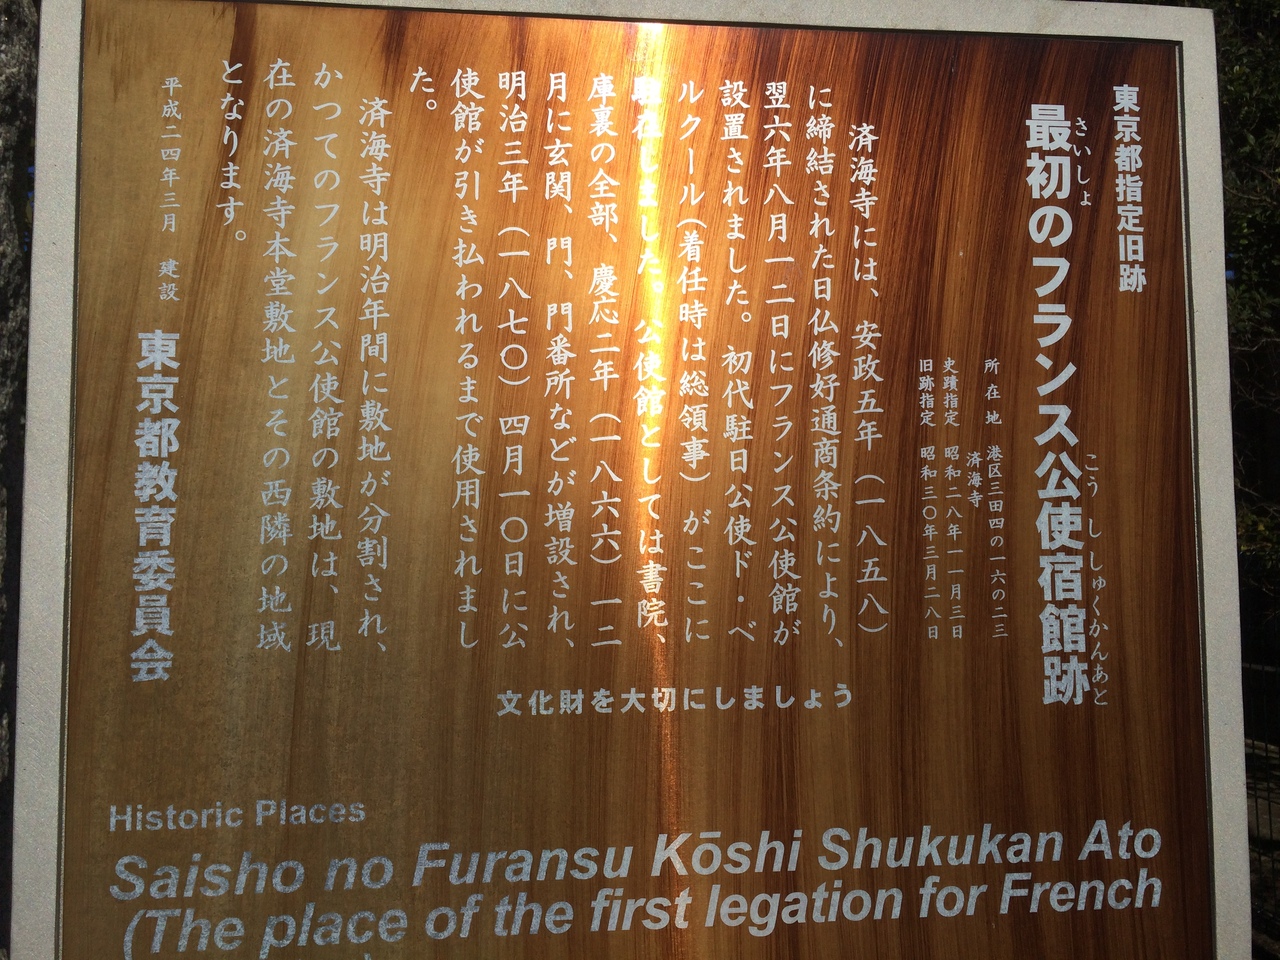 東京都指定旧跡
最初のフランス公使宿館跡
さいしょ
こうししゅくかんあと
所在地　港区三田四の一六の二三
済海寺
史蹟指定　昭和二八年一一月三日
旧跡指定　昭和三〇年三月二八日
済海寺には、安政五年（一八五八）
に締結された日仏修好通商条約により、
翌六年八月一二日にフランス公使館が
設置されました。初代駐日公使ド・ベ
ルクール（着任時は総領事）がここに
駐在しました。公使館としては書院、
庫裏の全部、慶応二年（一八六六）一二
月に玄関、門、門番所などが増設され、
明治三年（一八七〇）四月一〇日に公
使館が引き払われるまで使用されまし
た。
済海寺は明治年間に敷地が分割され、
かつてのフランス公使館の敷地は、現
在の済海寺本堂敷地とその西隣の地域
となります。
平成二四年三月　建設
東京都教育委員会
文化財を大切にしましょう
Historic Places
Saisho no Furansu Kōshi Shukukan Ato
(The place of the first legation for French